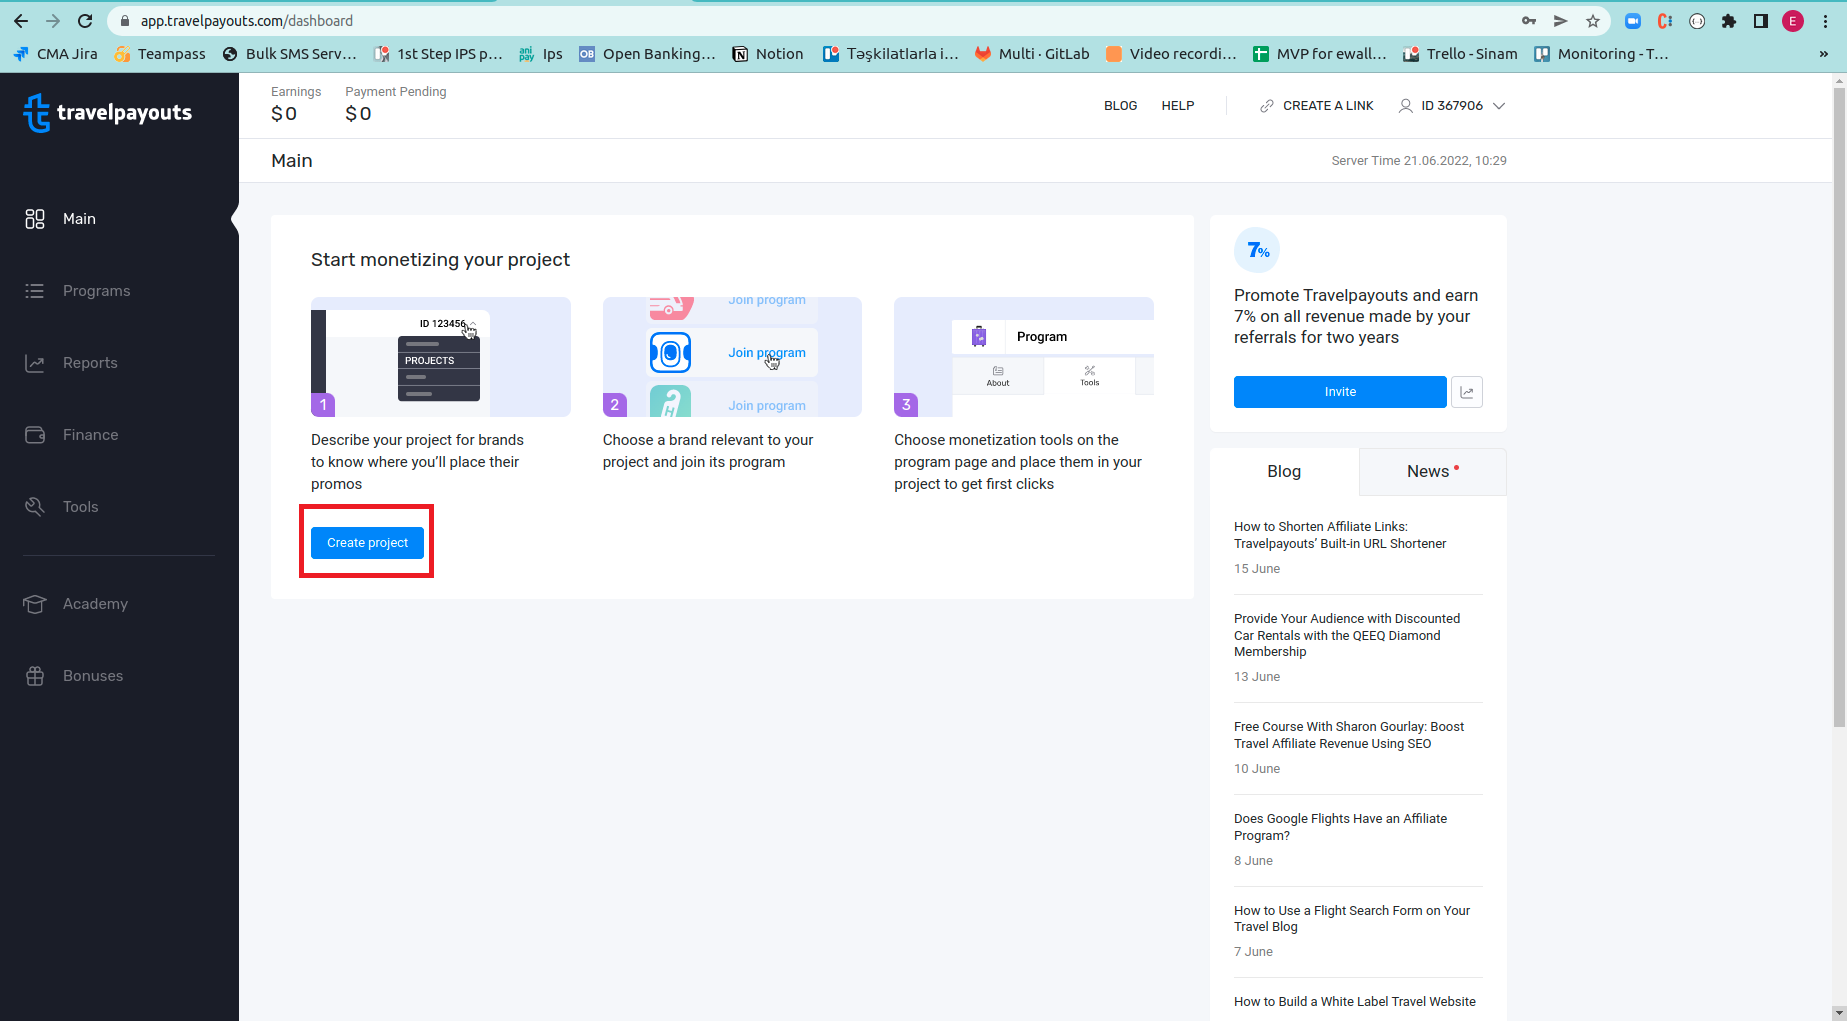 app.travelpayouts.com/dashboard
E
CMA Jira
Teampass
Bulk SMS Serv...
1st Step IPS p...
ani pay
Ips
OB
Open Banking...
Notion
Təşkilatlarla i...
Multi · GitLab
Video recordi...
MVP for ewall...
Trello - Sinam
Monitoring - T...
»
travelpayouts
Earnings
$0
Payment Pending
$0
BLOG
HELP
CREATE A LINK
ID 367906
Main
Server Time 21.06.2022, 10:29
Main
Programs
Reports
Finance
Tools
Academy
Bonuses
Start monetizing your project
ID 123456
PROJECTS
1
Join program
Join program
Join program
2
Program
About
Tools
3
Describe your project for brands
to know where you’ll place their
promos
Choose a brand relevant to your
project and join its program
Choose monetization tools on the
program page and place them in your
project to get first clicks
Create project
7%
Promote Travelpayouts and earn
7% on all revenue made by your
referrals for two years
Invite
Blog
News
How to Shorten Affiliate Links:
Travelpayouts’ Built-in URL Shortener
15 June
Provide Your Audience with Discounted
Car Rentals with the QEEQ Diamond
Membership
13 June
Free Course With Sharon Gourlay: Boost
Travel Affiliate Revenue Using SEO
10 June
Does Google Flights Have an Affiliate
Program?
8 June
How to Use a Flight Search Form on Your
Travel Blog
7 June
How to Build a White Label Travel Website